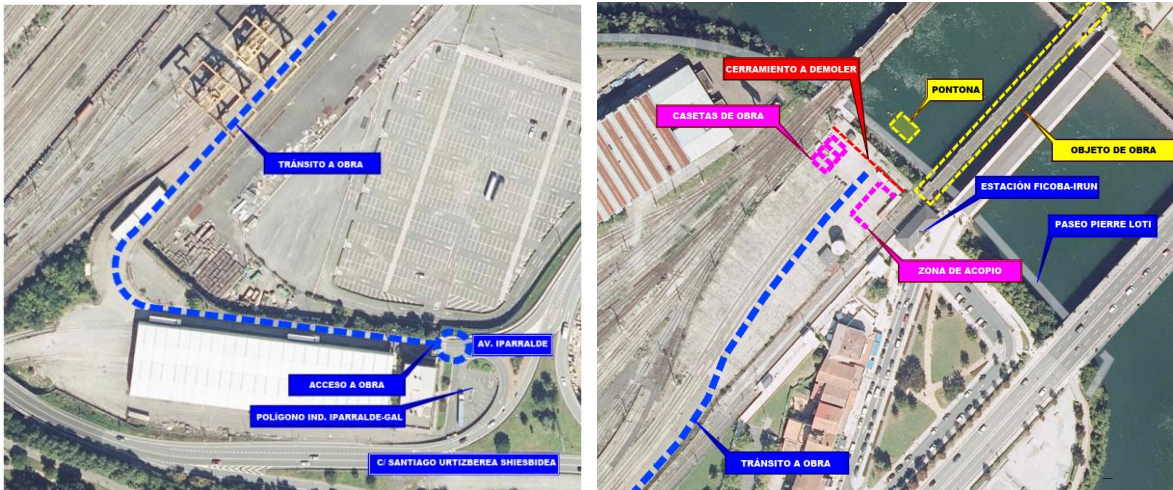 TRÁNSITO A OBRA
AV. IPARRALDE
ACCESO A OBRA
POLÍGONO IND. IPARRALDE-GAL
C/ SANTIAGO URTIZBEREA SHIESBIDEA
CERRAMIENTO A DEMOLER
PONTONA
CASETAS DE OBRA
OBJETO DE OBRA
ESTACIÓN FICOBA-IRUN
PASEO PIERRE LOTI
ZONA DE ACOPIO
TRÁNSITO A OBRA